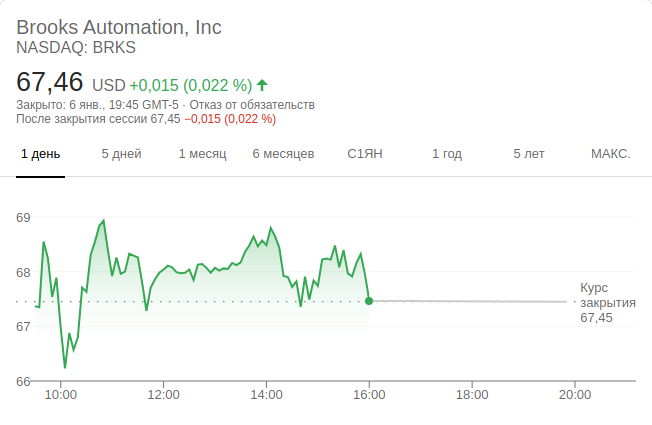 Brooks Automation, Inc
NASDAQ: BRKS
67,46 USD +0,015 (0,022 %)
Закрыто: 6 янв., 19:45 GMT-5 · Отказ от обязательств
После закрытия сессии 67,45 −0,015 (0,022 %)
1 день 5 дней 1 месяц 6 месяцев С1ЯН 1 год 5 лет МАКС.
69
68
Курс
закрытия
67,45
67
66
10:00 12:00 14:00 16:00 18:00 20:00